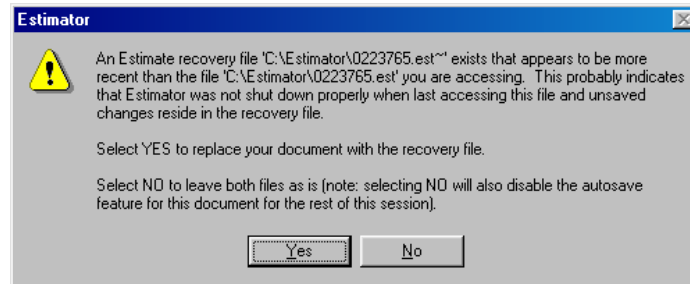 Estimator
An Estimate recovery file 'C:\Estimator\0223765.est~' exists that appears to be more
recent than the file 'C:\Estimator\0223765.est' you are accessing.  This probably indicates
that Estimator was not shut down properly when last accessing this file and unsaved
changes reside in the recovery file.
Select YES to replace your document with the recovery file.
Select NO to leave both files as is (note: selecting NO will also disable the autosave
feature for this document for the rest of this session).
Yes No